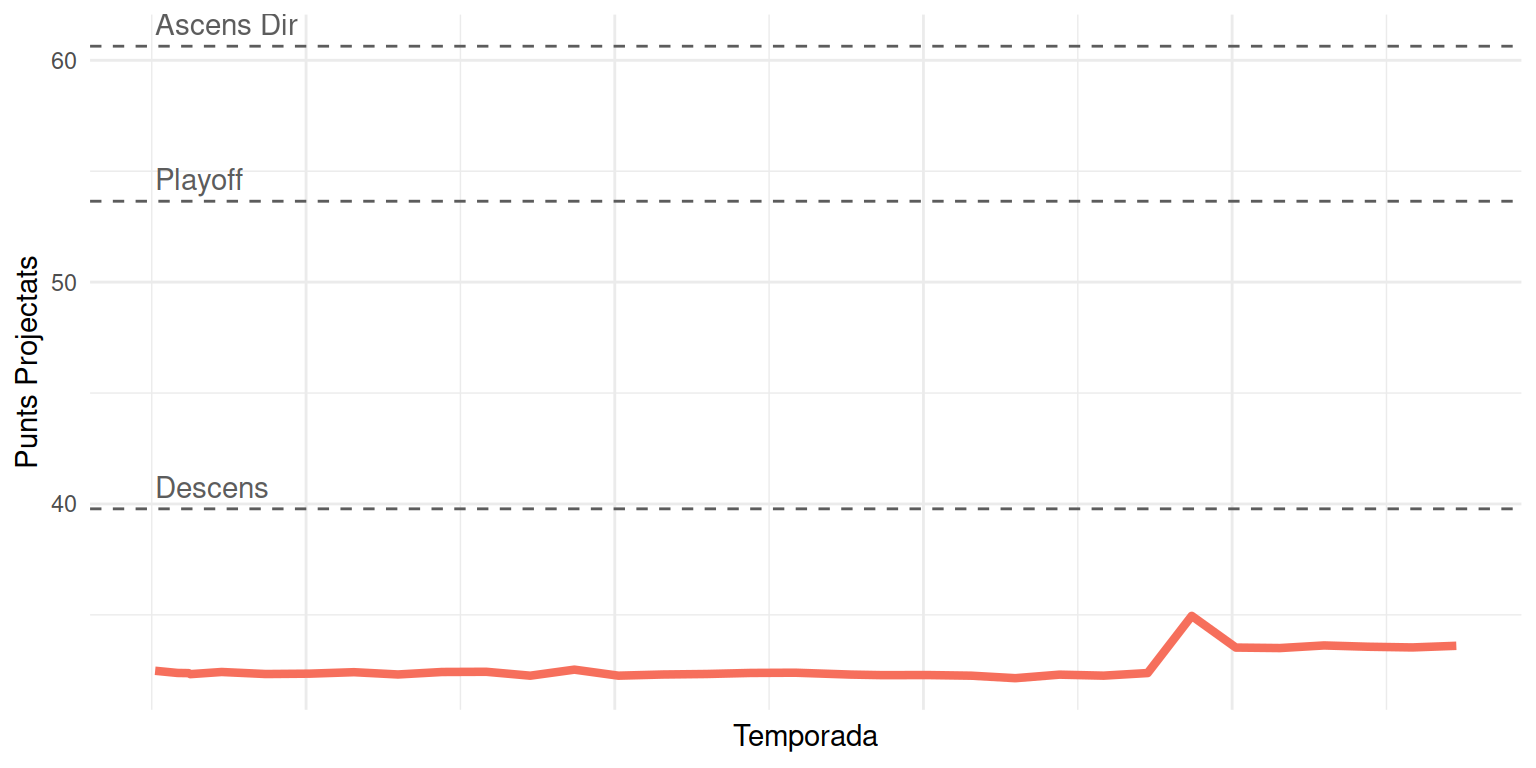 Ascens Dir
60
Playoff
50
Punts Projectats
Descens
40
Temporada